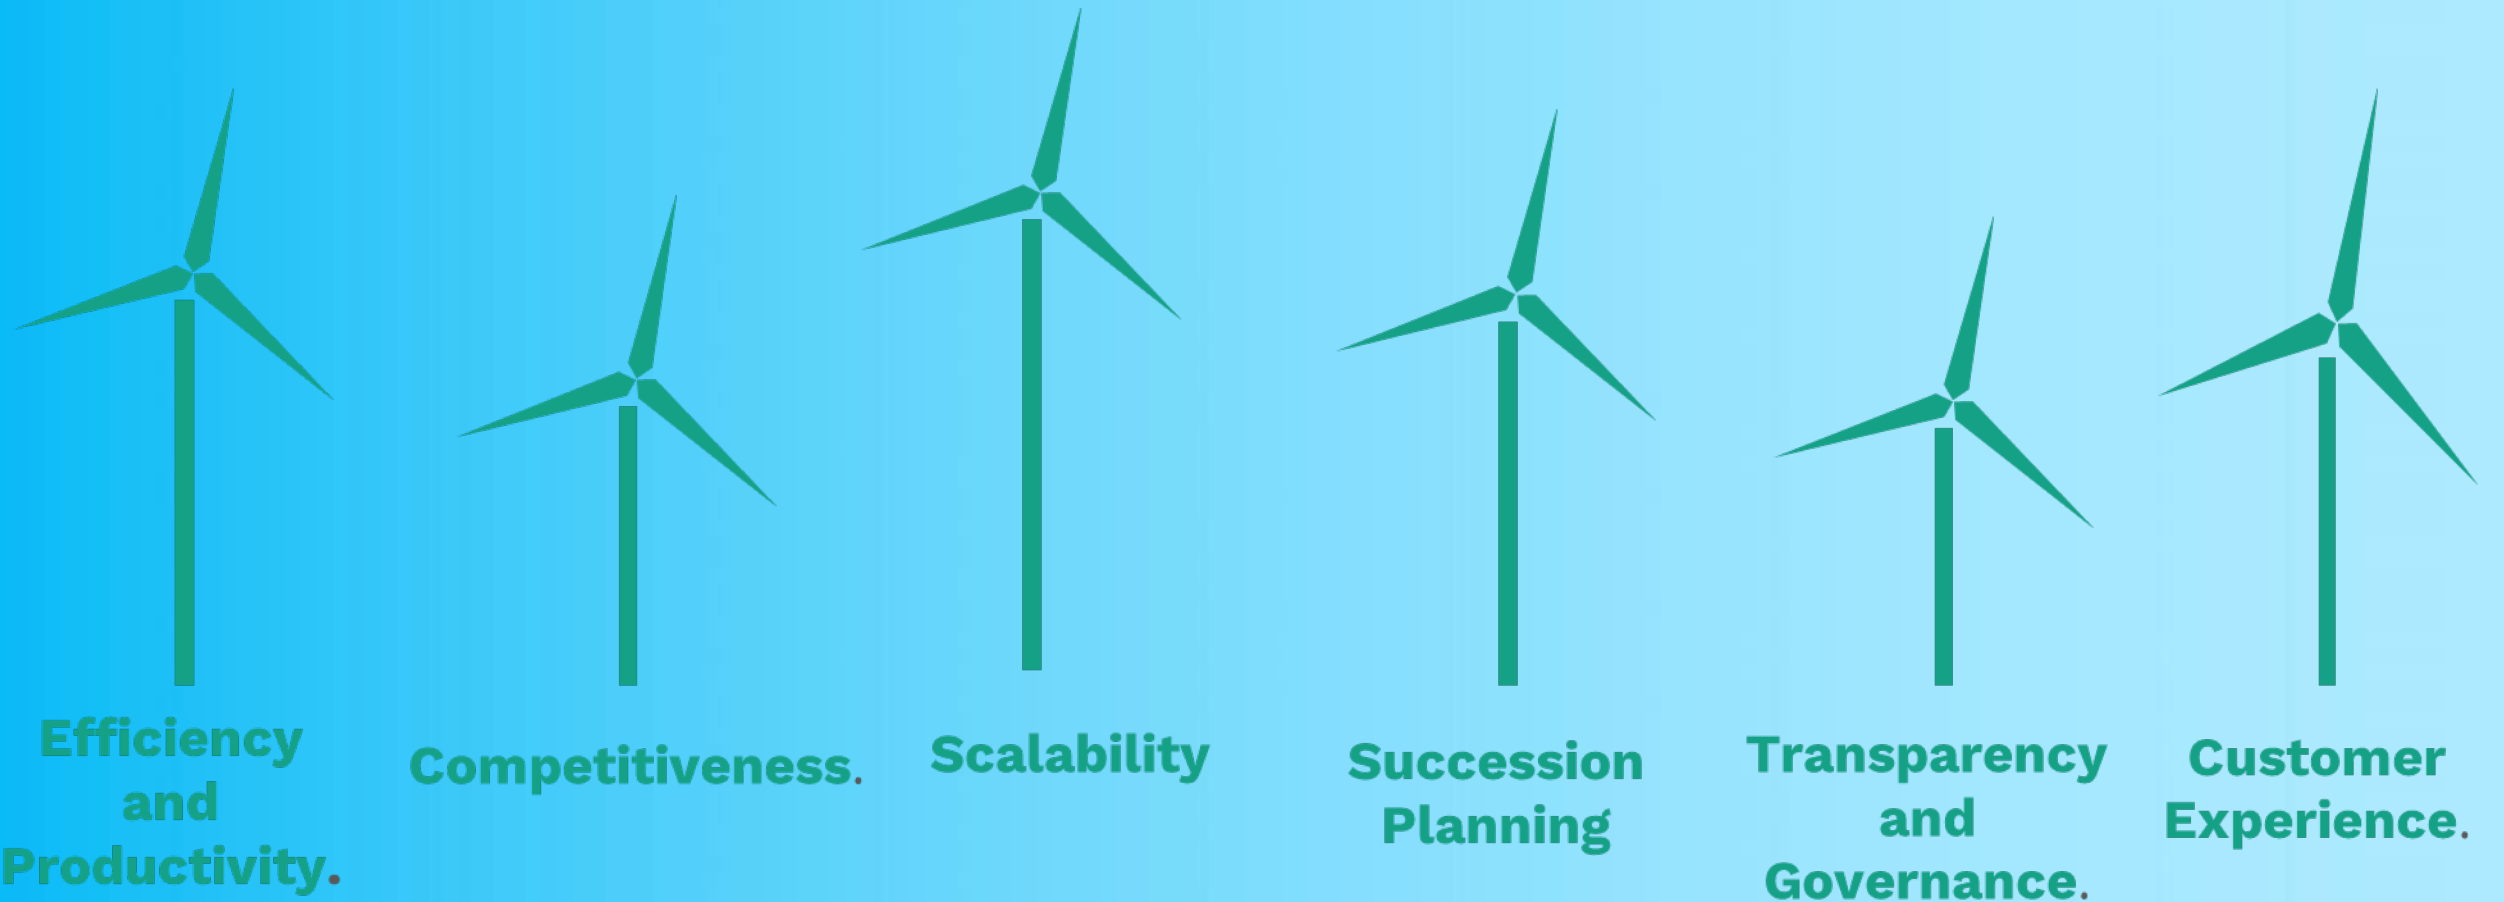 Efficiency
and
Productivity.
Competitiveness.
Scalability
Succession
Planning
Transparency
and
Governance.
Customer
Experience.